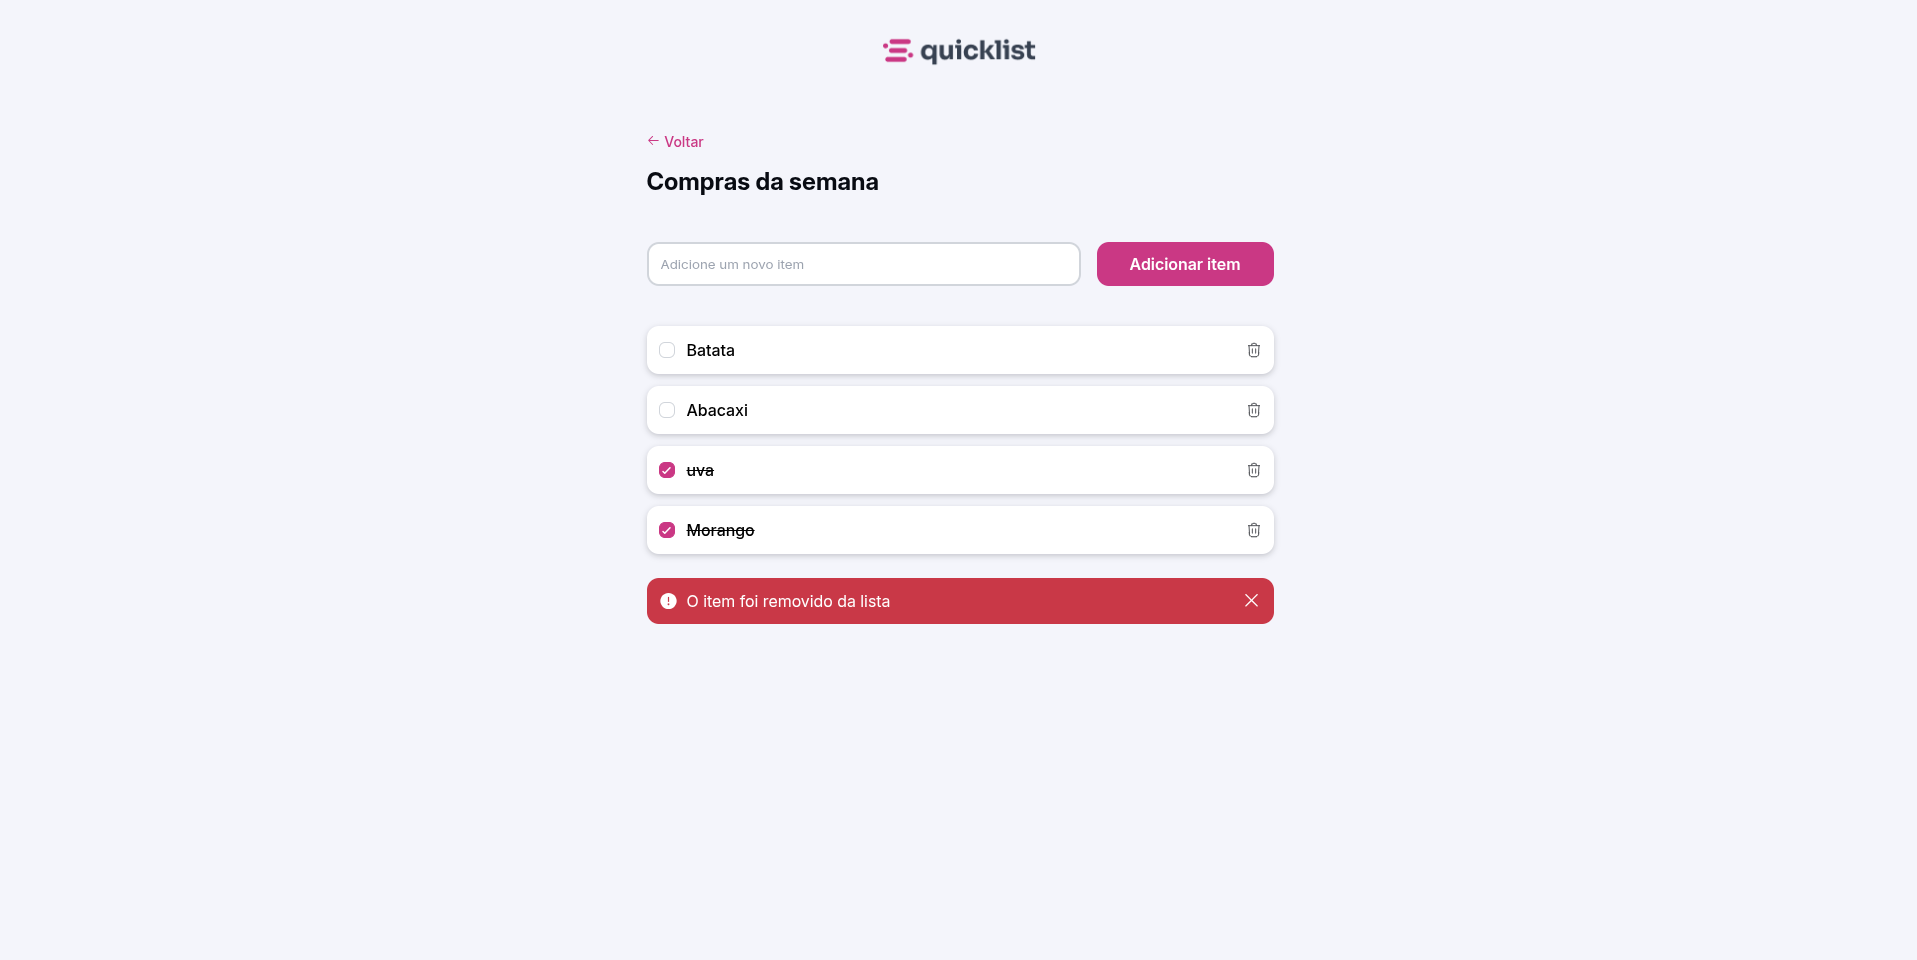 quicklist
Voltar
Compras da semana
Adicione um novo item
Adicionar item
Batata
Abacaxi
uva
Morango
O item foi removido da lista